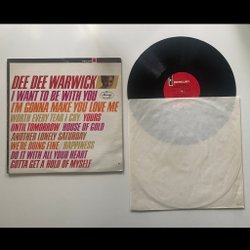 DEE DEE WARWICK
I WANT TO BE WITH YOU
I'M GONNA MAKE YOU LOVE ME
WORTH EVERY TEAR I CRY. YOURS
UNTIL TOMORROW HOUSE OF GOLD
ANOTHER LONELY SATURDAY
WE'RE DOING FINE. HAPPINESS
DO IT WITH ALL YOUR HEART
GOTTA GET A HOLD OF MYSELF